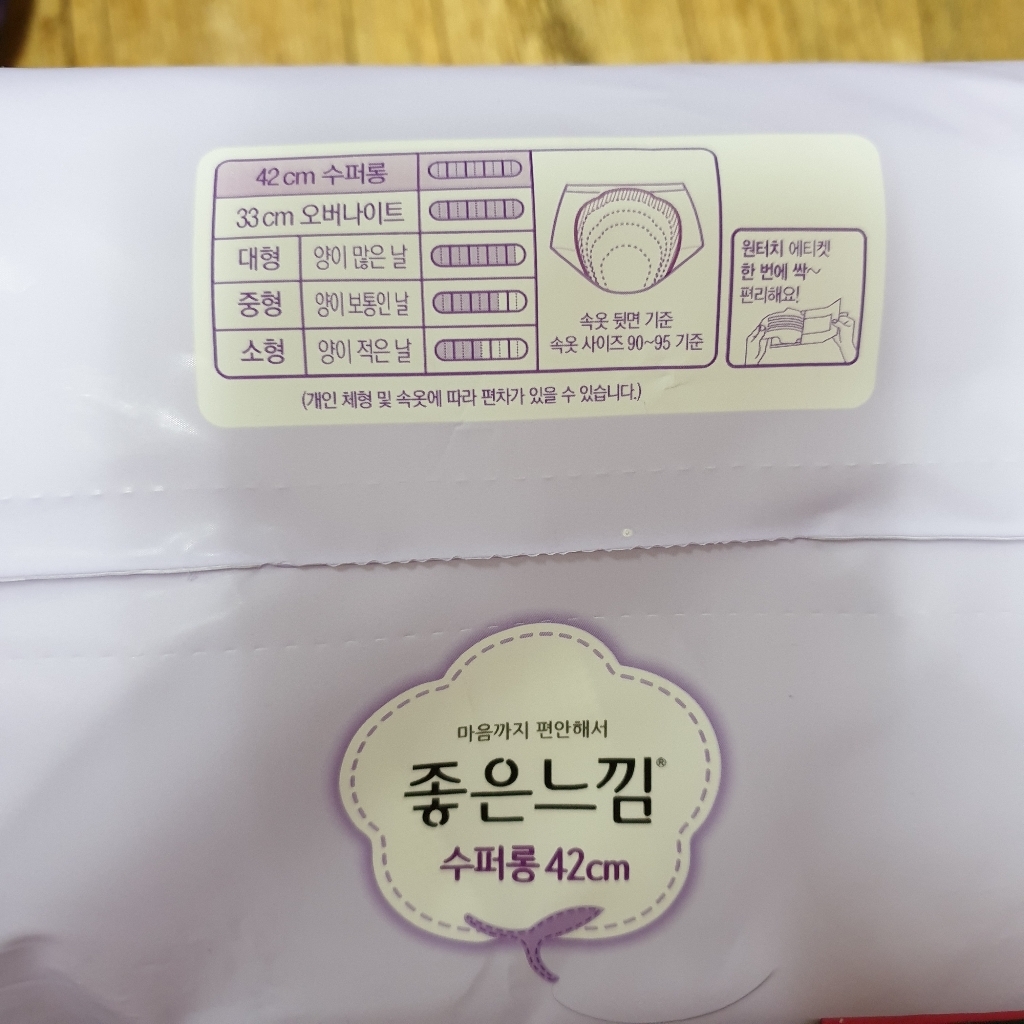 42cm 수퍼롱
33cm 오버나이트
대형 양이 많은 날
중형 양이 보통인 날
소형 양이 적은 날
속옷 뒷면 기준
속옷 사이즈 90~95 기준
(개인 체형 및 속옷에 따라 편차가 있을 수 있습니다.)
원터치 에티켓
한 번에 싹~
편리해요!
마음까지 편안해서
좋은느낌®
수퍼롱 42cm